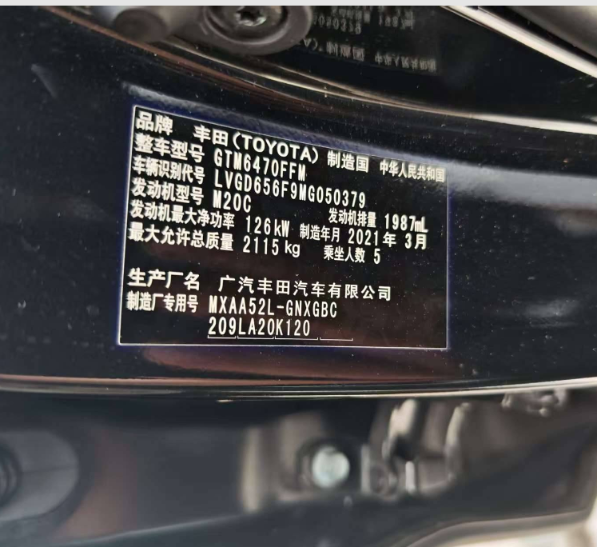 品牌 丰田(TOYOTA) 制造国 中华人民共和国
整车型号 GTM6470FFM
车辆识别代号 LVGD656F9MG050379
发动机型号 M20C 发动机排量 1987mL
发动机最大净功率 126kW 制造年月 2021年 3月
最大允许总质量 2115kg 乘坐人数 5
生产厂名 广汽丰田汽车有限公司
制造厂专用号 MXAA52L-GNXGBC
209LA20K120